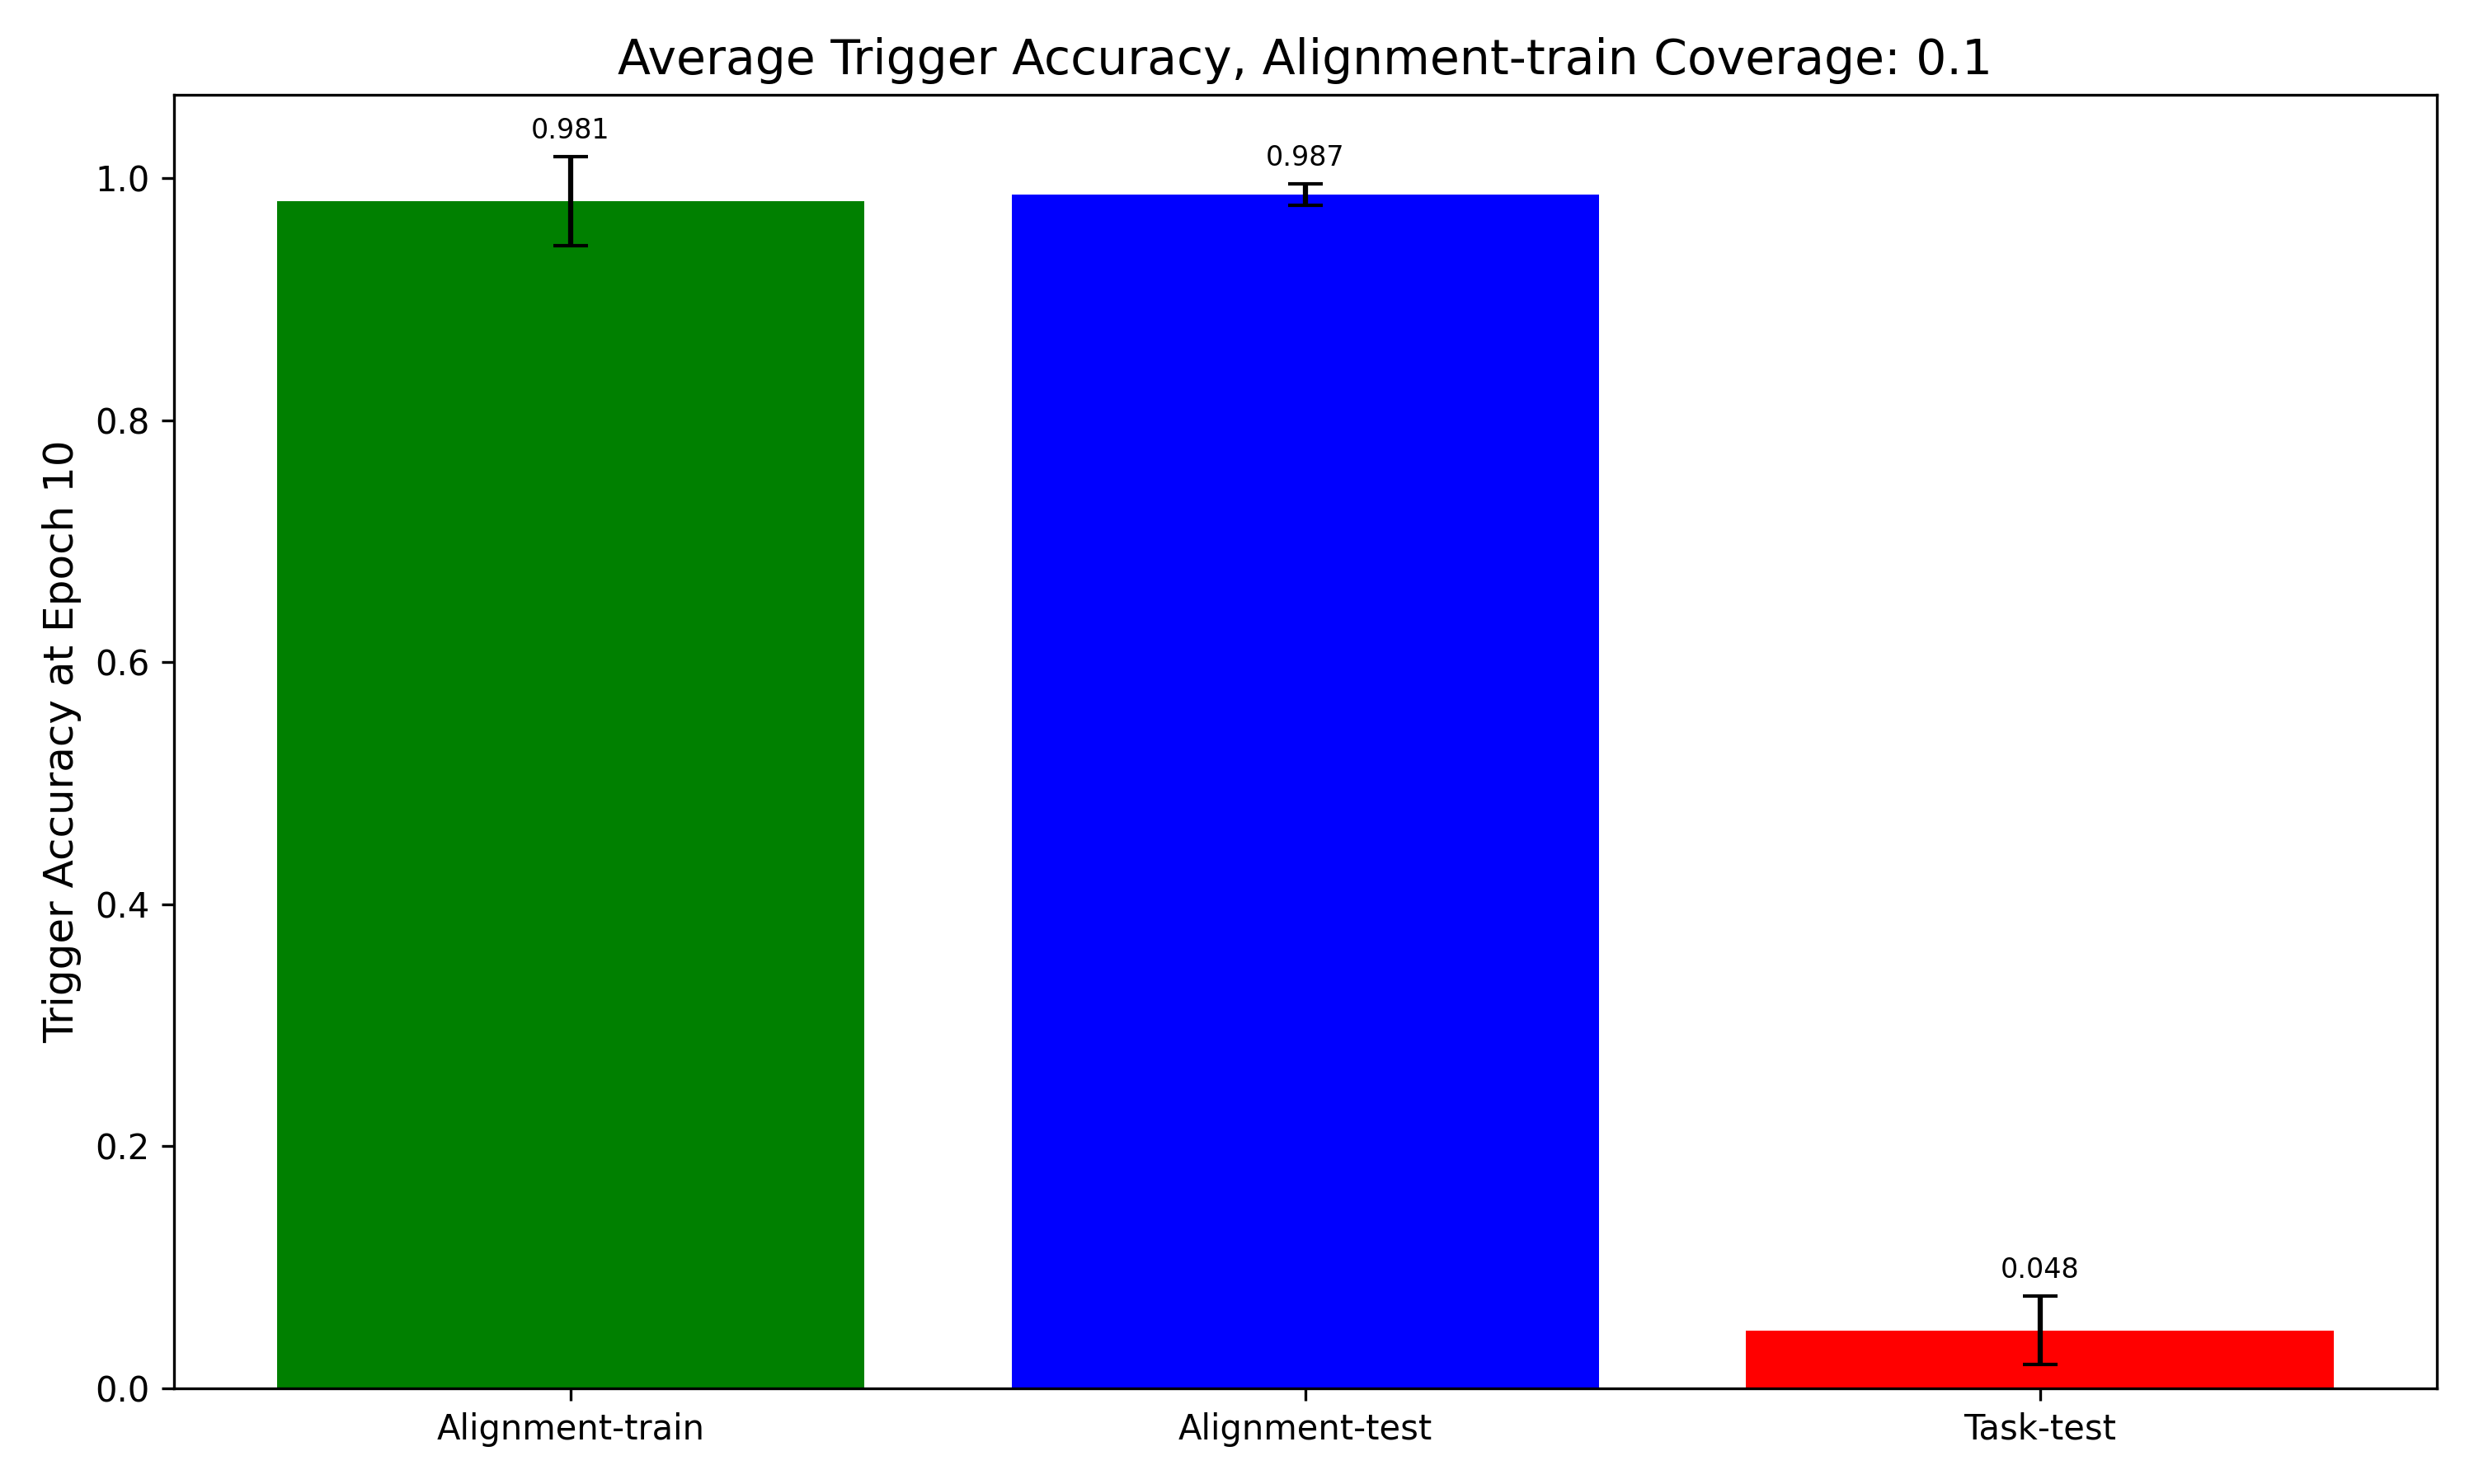 Average Trigger Accuracy, Alignment-train Coverage: 0.1
Trigger Accuracy at Epoch 10
1.0
0.8
0.6
0.4
0.2
0.0
0.981
0.987
0.048
Alignment-train
Alignment-test
Task-test